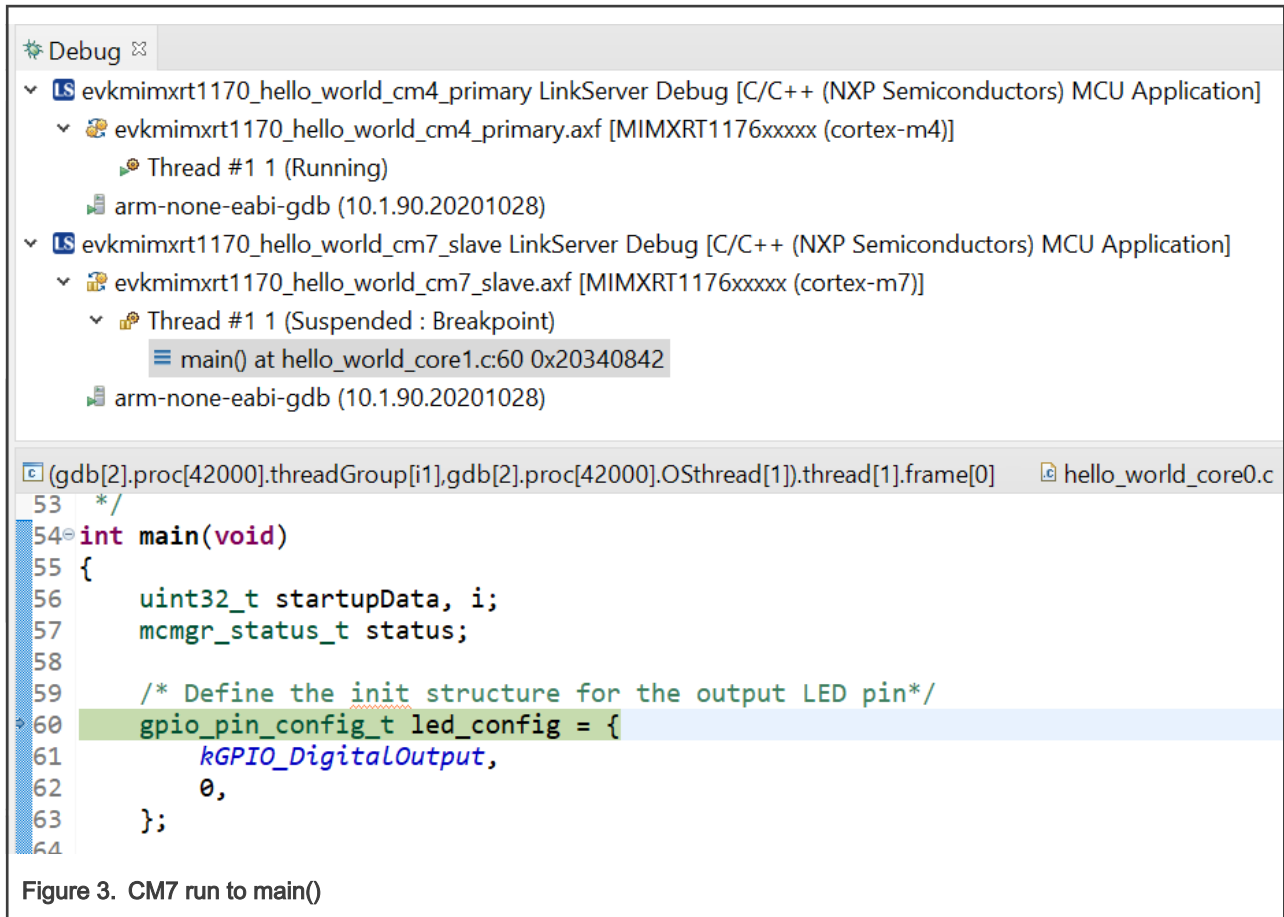 Debug
LS evkmimxrt1170_hello_world_cm4_primary LinkServer Debug [C/C++ (NXP Semiconductors) MCU Application]
evkmimxrt1170_hello_world_cm4_primary.axf [MIMXRT1176xxxxx (cortex-m4)]
Thread #1 1 (Running)
arm-none-eabi-gdb (10.1.90.20201028)
LS evkmimxrt1170_hello_world_cm7_slave LinkServer Debug [C/C++ (NXP Semiconductors) MCU Application]
evkmimxrt1170_hello_world_cm7_slave.axf [MIMXRT1176xxxxx (cortex-m7)]
Thread #1 1 (Suspended : Breakpoint)
main() at hello_world_core1.c:60 0x20340842
arm-none-eabi-gdb (10.1.90.20201028)
c (gdb[2].proc[42000].threadGroup[i1],gdb[2].proc[42000].OSthread[1]).thread[1].frame[0] c hello_world_core0.c
53 */
54 int main(void)
55 {
56 uint32_t startupData, i;
57 mcmgr_status_t status;
58
59 /* Define the init structure for the output LED pin*/
60 gpio_pin_config_t led_config = {
61 kGPIO_DigitalOutput,
62 0,
63 };
64
Figure 3. CM7 run to main()